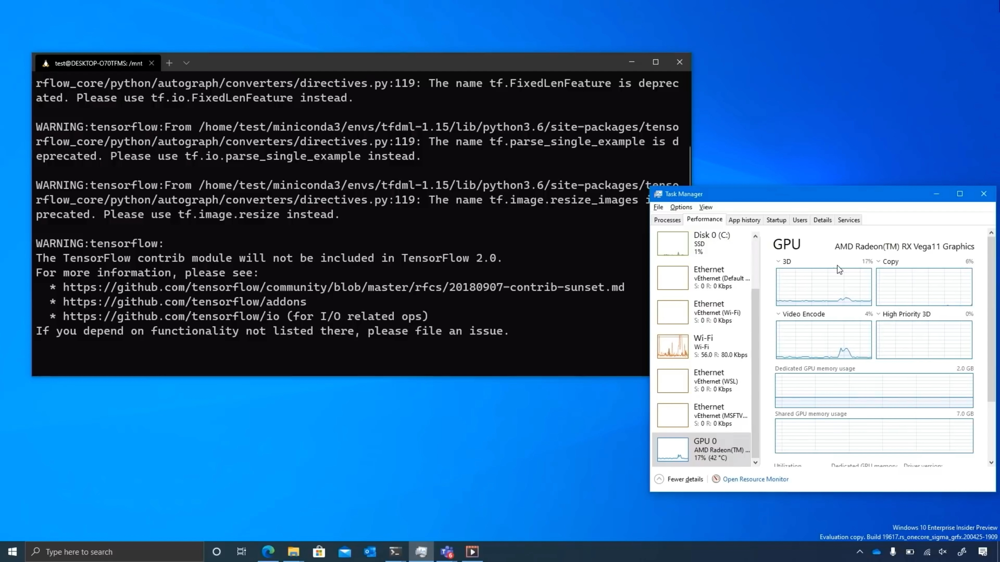 test@DESKTOP-O70TFMS: /mnt
rflow_core/python/autograph/converters/directives.py:119: The name tf.FixedLenFeature is deprec
ated. Please use tf.io.FixedLenFeature instead.
WARNING:tensorflow:From /home/test/miniconda3/envs/tfdml-1.15/lib/python3.6/site-packages/tenso
rflow_core/python/autograph/converters/directives.py:119: The name tf.parse_single_example is d
eprecated. Please use tf.io.parse_single_example instead.
WARNING:tensorflow:From /home/test/miniconda3/envs/tfdml-1.15/lib/python3.6/site-packages/tenso
rflow_core/python/autograph/converters/directives.py:119: The name tf.image.resize_images i
precated. Please use tf.image.resize instead.
WARNING:tensorflow:
The TensorFlow contrib module will not be included in TensorFlow 2.0.
For more information, please see:
* https://github.com/tensorflow/community/blob/master/rfcs/20180907-contrib-sunset.md
* https://github.com/tensorflow/addons
* https://github.com/tensorflow/io (for I/O related ops)
If you depend on functionality not listed there, please file an issue.
Task Manager
File Options View
Processes Performance App history Startup Users Details Services
Disk 0 (C:)
SSD
1%
Ethernet
vEthernet (Default ...
S: 0 R: 0 Kbps
Ethernet
vEthernet (Wi-Fi)
S: 0 R: 0 Kbps
Wi-Fi
Wi-Fi
S: 56.0 R: 80.0 Kbps
Ethernet
vEthernet (WSL)
S: 0 R: 0 Kbps
Ethernet
vEthernet (MSFTV...
S: 0 R: 0 Kbps
GPU 0
AMD Radeon(TM) ...
17% (42 °C)
GPU AMD Radeon(TM) RX Vega11 Graphics
3D 17% Copy 6%
Video Encode 4% High Priority 3D 0%
Dedicated GPU memory usage 2.0 GB
Shared GPU memory usage 7.0 GB
Utilization Dedicated GPU memory Driver version:
Fewer details Open Resource Monitor
Windows 10 Enterprise Insider Preview
Evaluation copy. Build 19617.rs_onecore_sigma_grfx.200425-1909
Type here to search
6